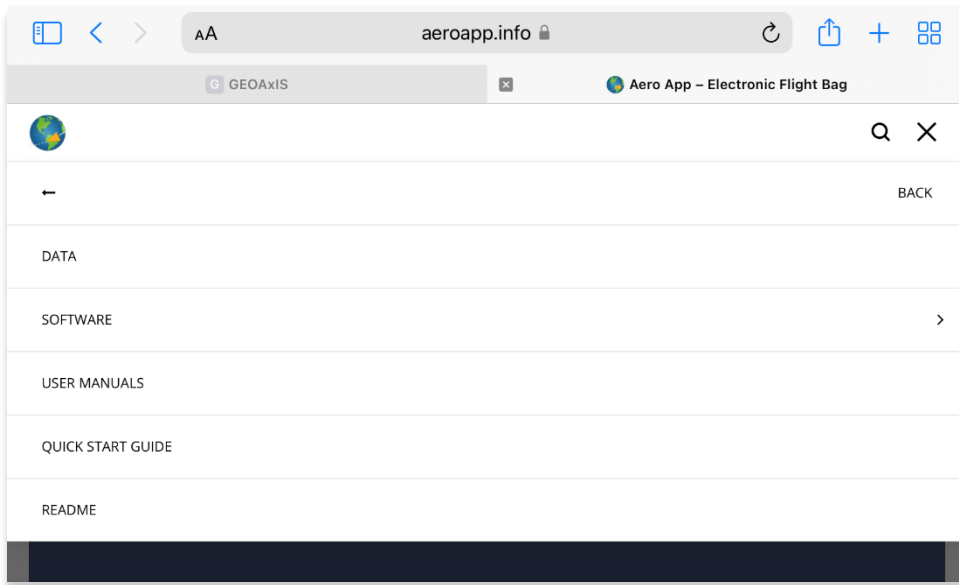 AA aeroapp.info
G GEOAxIS Aero App – Electronic Flight Bag
BACK
DATA
SOFTWARE
USER MANUALS
QUICK START GUIDE
README